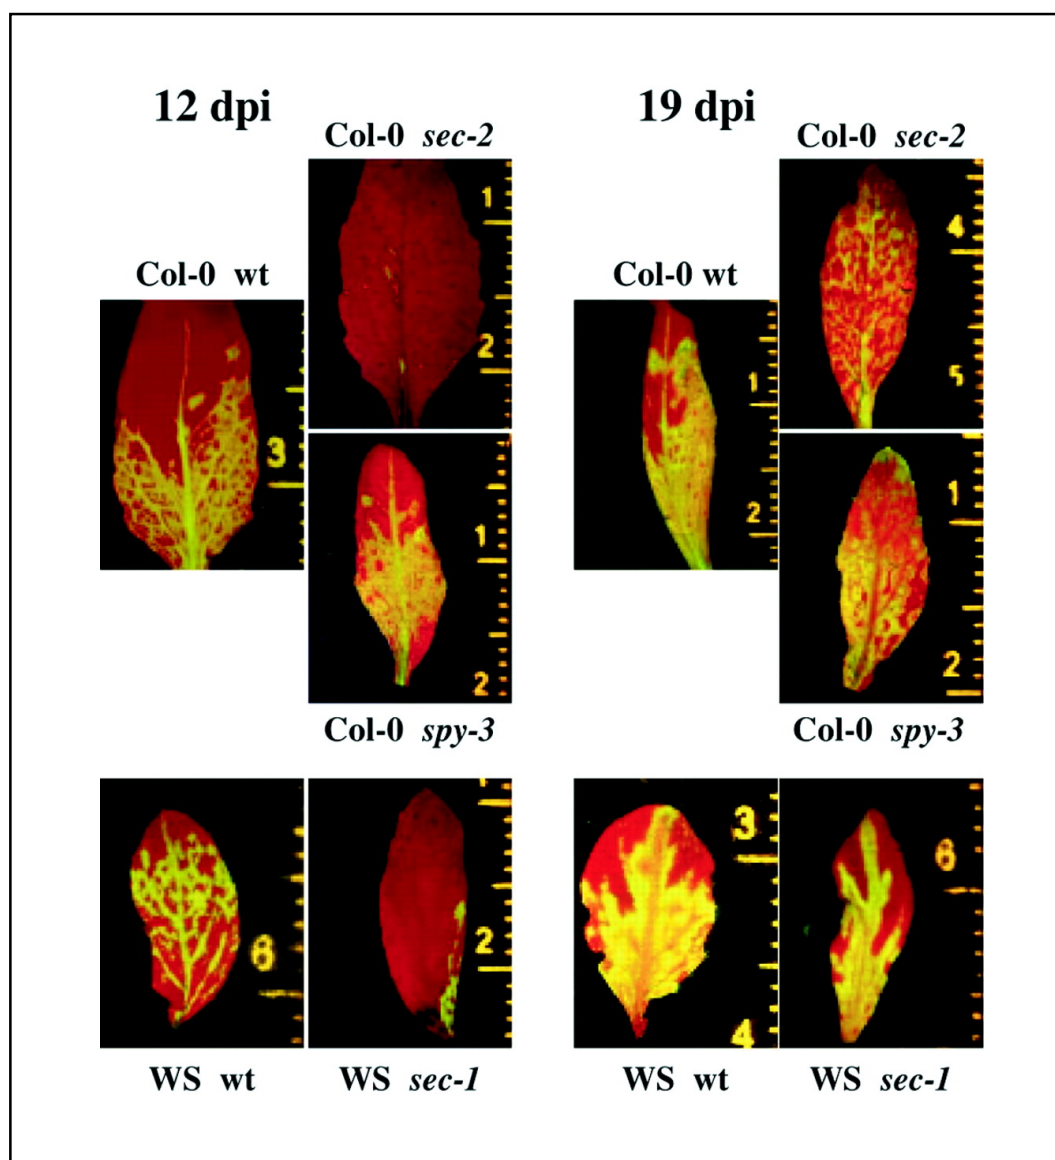 12 dpi
19 dpi
Col-0 sec-2
Col-0 sec-2
1
2
4
5
Col-0 wt
Col-0 wt
3
1
2
1
2
1
2
Col-0 spy-3
Col-0 spy-3
6
2
3
4
6
WS wt
WS sec-1
WS wt
WS sec-1